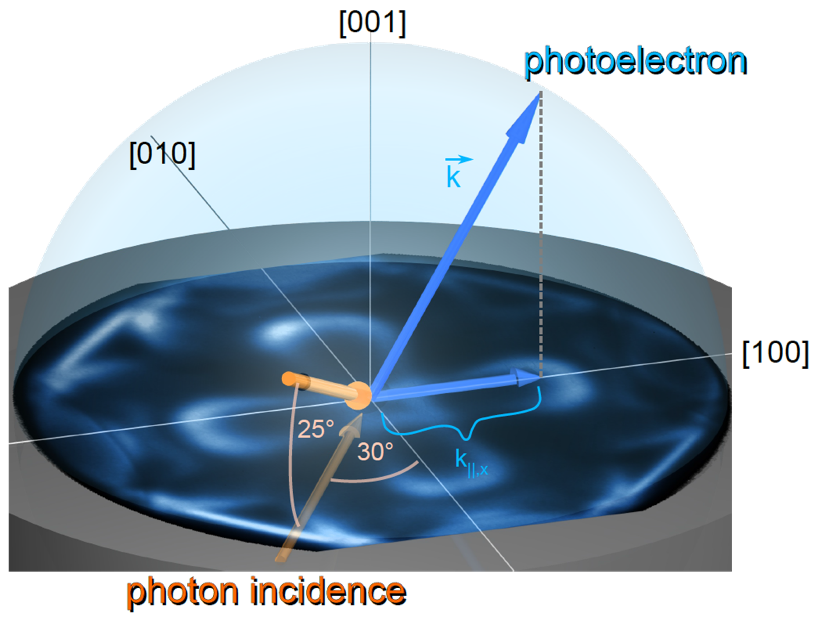 [001]
photoelectron
[010]
k
[100]
25°
30°
k||,x
photon incidence